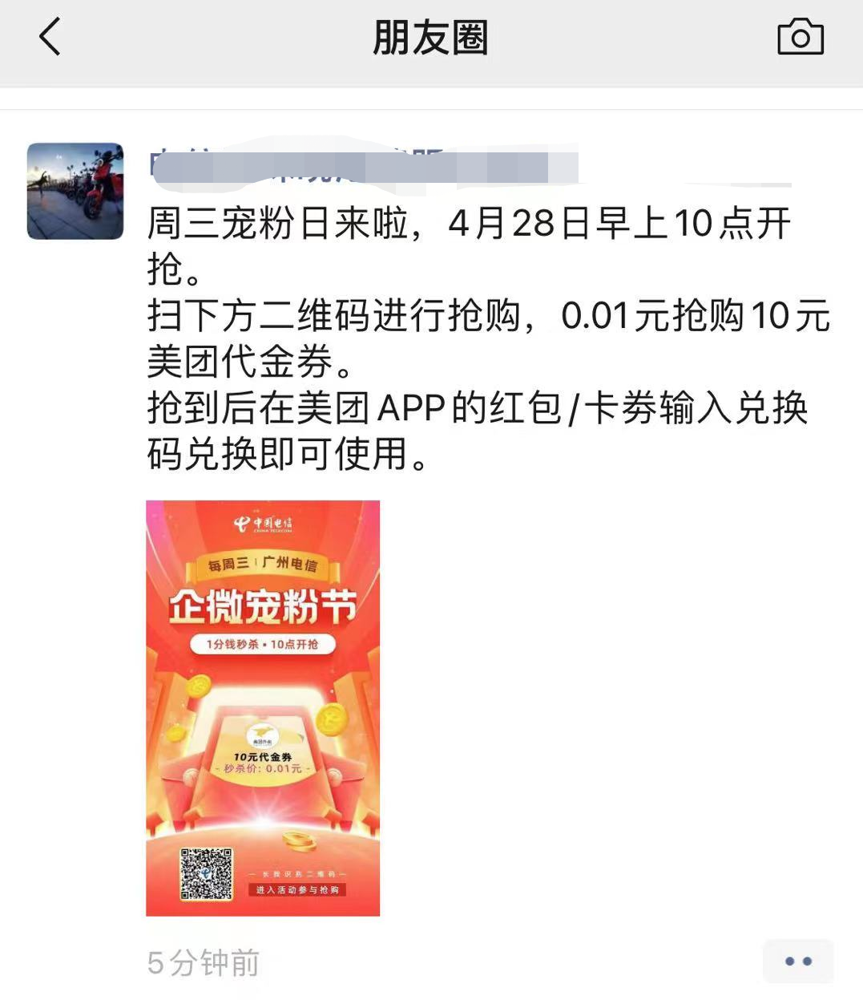 朋友圈
周三宠粉日来啦，4月28日早上10点开
抢。
扫下方二维码进行抢购，0.01元抢购10元
美团代金券。
抢到后在美团APP的红包/卡劵输入兑换
码兑换即可使用。
中国电信
CHINA TELECOM
每周三 | 广州电信
企微宠粉节
1分钱秒杀·10点开抢
美团外卖
10元代金券
- 秒杀价: 0.01元 -
— 长按识别二维码 —
进入活动参与抢购
5分钟前